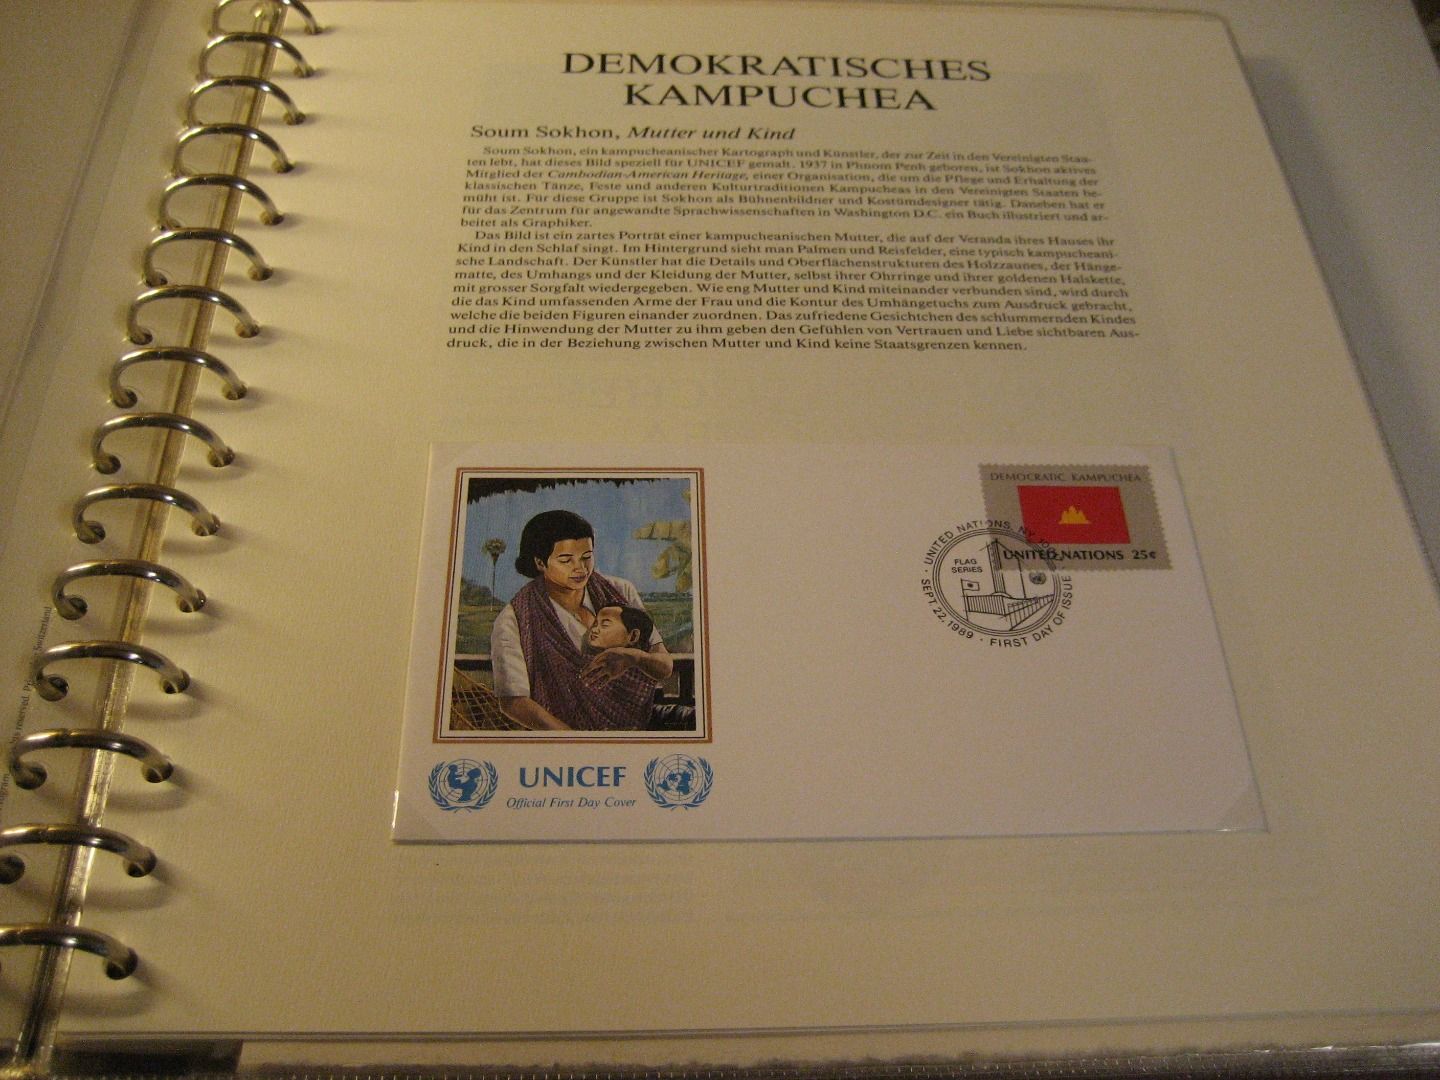 DEMOKRATISCHES
KAMPUCHEA
Soum Sokhon, Mutter und Kind
Soum Sokhon, ein kampucheanischer Kartograph und Künstler, der zur Zeit in den Vereinigten Staa-
ten lebt, hat dieses Bild speziell für UNICEF gemalt. 1937 in Phnom Penh geboren, ist Sokhon aktives
Mitglied der Cambodian-American Heritage, einer Organisation, die um die Pflege und Erhaltung der
klassischen Tänze, Feste und anderen Kulturtraditionen Kampucheas in den Vereinigten Staaten be-
müht ist. Für diese Gruppe ist Sokhon als Bühnenbildner und Kostümdesigner tätig. Daneben hat er
für das Zentrum für angewandte Sprachwissenschaften in Washington D.C. ein Buch illustriert und ar-
beitet als Graphiker.
Das Bild ist ein zartes Porträt einer kampucheanischen Mutter, die auf der Veranda ihres Hauses ihr
Kind in den Schlaf singt. Im Hintergrund sieht man Palmen und Reisfelder, eine typisch kampucheani-
sche Landschaft. Der Künstler hat die Details und Oberflächenstrukturen des Holzzaunes, der Hänge-
matte, des Umhangs und der Kleidung der Mutter, selbst ihrer Ohrringe und ihrer goldenen Halskette,
mit grosser Sorgfalt wiedergegeben. Wie eng Mutter und Kind miteinander verbunden sind, wird durch
die das Kind umfassenden Arme der Frau und die Kontur des Umhängetuchs zum Ausdruck gebracht,
welche die beiden Figuren einander zuordnen. Das zufriedene Gesichtchen des schlummernden Kindes
und die Hinwendung der Mutter zu ihm geben den Gefühlen von Vertrauen und Liebe sichtbaren Aus-
druck, die in der Beziehung zwischen Mutter und Kind keine Staatsgrenzen kennen.
DEMOCRATIC KAMPUCHEA
UNITED NATIONS 25¢
UNITED NATIONS, NY
FLAG
SERIES
SEPT. 22, 1989 · FIRST DAY OF ISSUE
UNICEF
Official First Day Cover
reserved. Switzerland